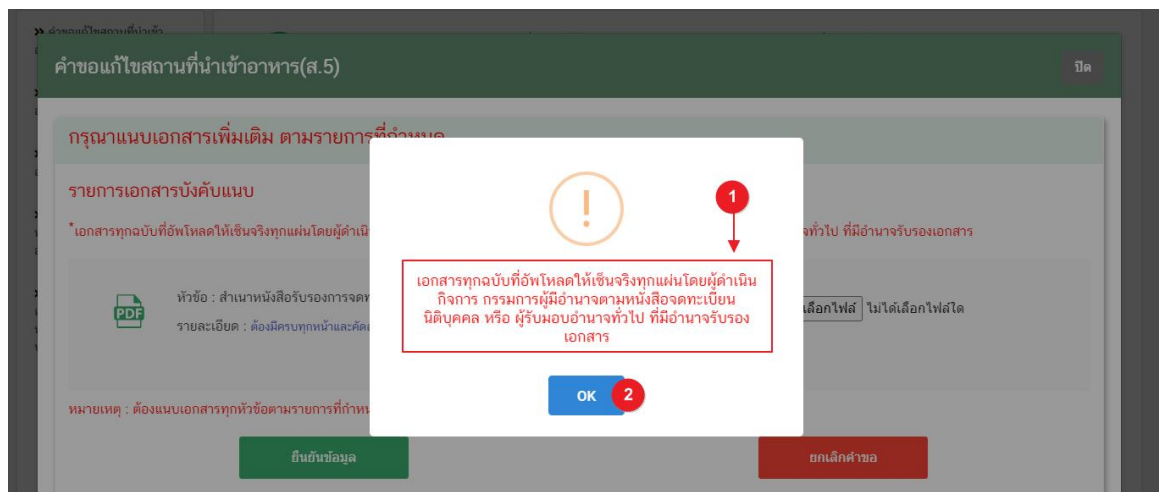 คำขอแก้ไขสถานที่นำเข้า
คำขอแก้ไขสถานที่นำเข้าอาหาร(ส.5)
ปิด
กรุณาแนบเอกสารเพิ่มเติม ตามรายการที่กำหนด
รายการเอกสารบังคับแนบ
1
*เอกสารทุกฉบับที่อัพโหลดให้เซ็นจริงทุกแผ่นโดยผู้ดำเนิ
ทั่วไป ที่มีอำนาจรับรองเอกสาร
เอกสารทุกฉบับที่อัพโหลดให้เซ็นจริงทุกแผ่นโดยผู้ดำเนิน
กิจการ กรรมการผู้มีอำนาจตามหนังสือจดทะเบียน
นิติบุคคล หรือ ผู้รับมอบอำนาจทั่วไป ที่มีอำนาจรับรอง
เอกสาร
PDF
หัวข้อ : สำเนาหนังสือรับรองการจดท
รายละเอียด : ต้องมีครบทุกหน้าและคัด
เลือกไฟล์ ไม่ได้เลือกไฟล์ใด
OK 2
หมายเหตุ : ต้องแนบเอกสารทุกหัวข้อตามรายการที่กำหน
ยืนยันข้อมูล
ยกเลิกคำขอ